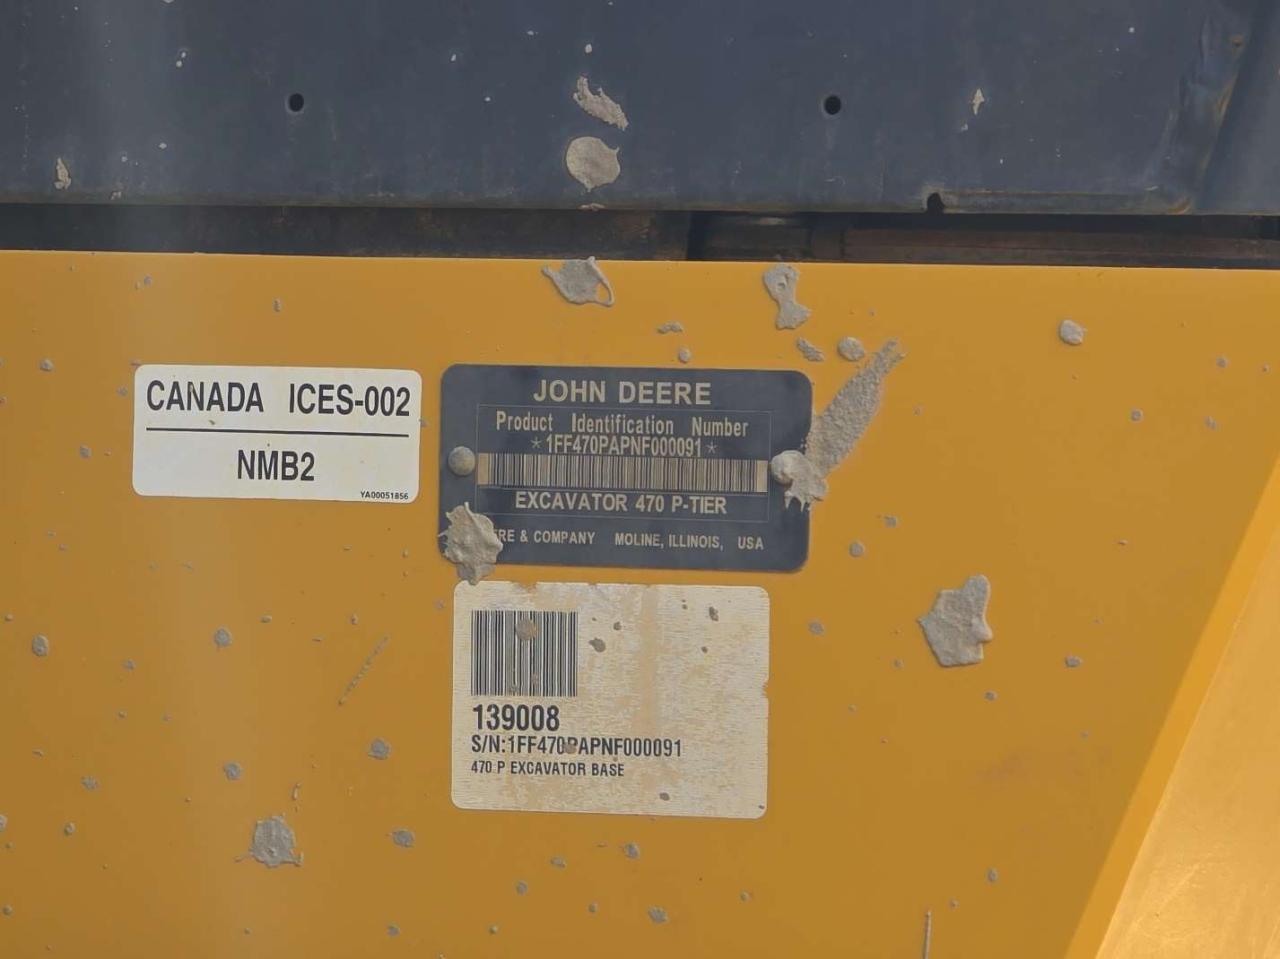 CANADA ICES-002
NMB2
YA00051856
JOHN DEERE
Product Identification Number
*1FF470PAPNF000091*
EXCAVATOR 470 P-TIER
& COMPANY MOLINE, ILLINOIS, USA
139008
S/N:1FF470PAPNF000091
470 P EXCAVATOR BASE